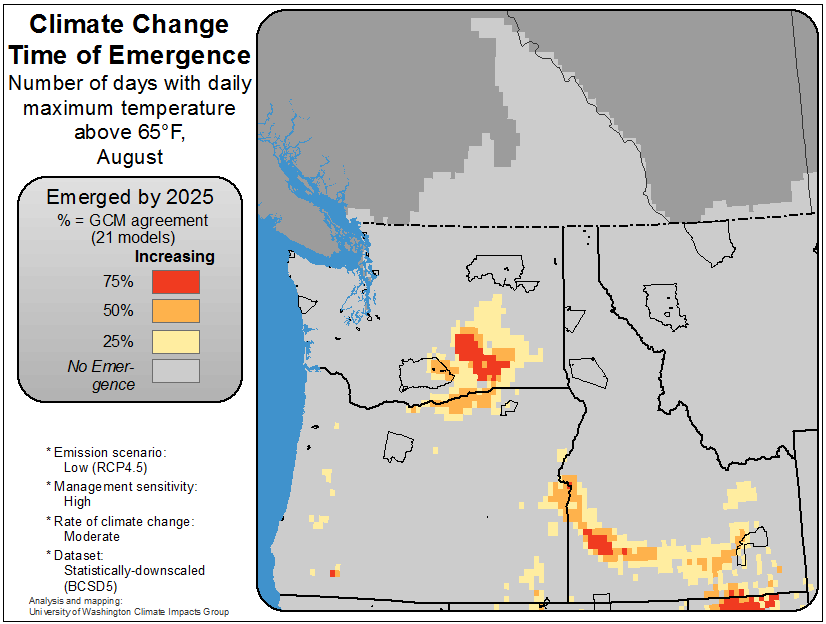 Climate Change
Time of Emergence
Number of days with daily
maximum temperature
above 65°F,
August
Emerged by 2025
% = GCM agreement
(21 models)
Increasing
75%
50%
25%
No Emer-
gence
* Emission scenario:
Low (RCP4.5)
* Management sensitivity:
High
* Rate of climate change:
Moderate
* Dataset:
Statistically-downscaled
(BCSD5)
Analysis and mapping:
University of Washington Climate Impacts Group